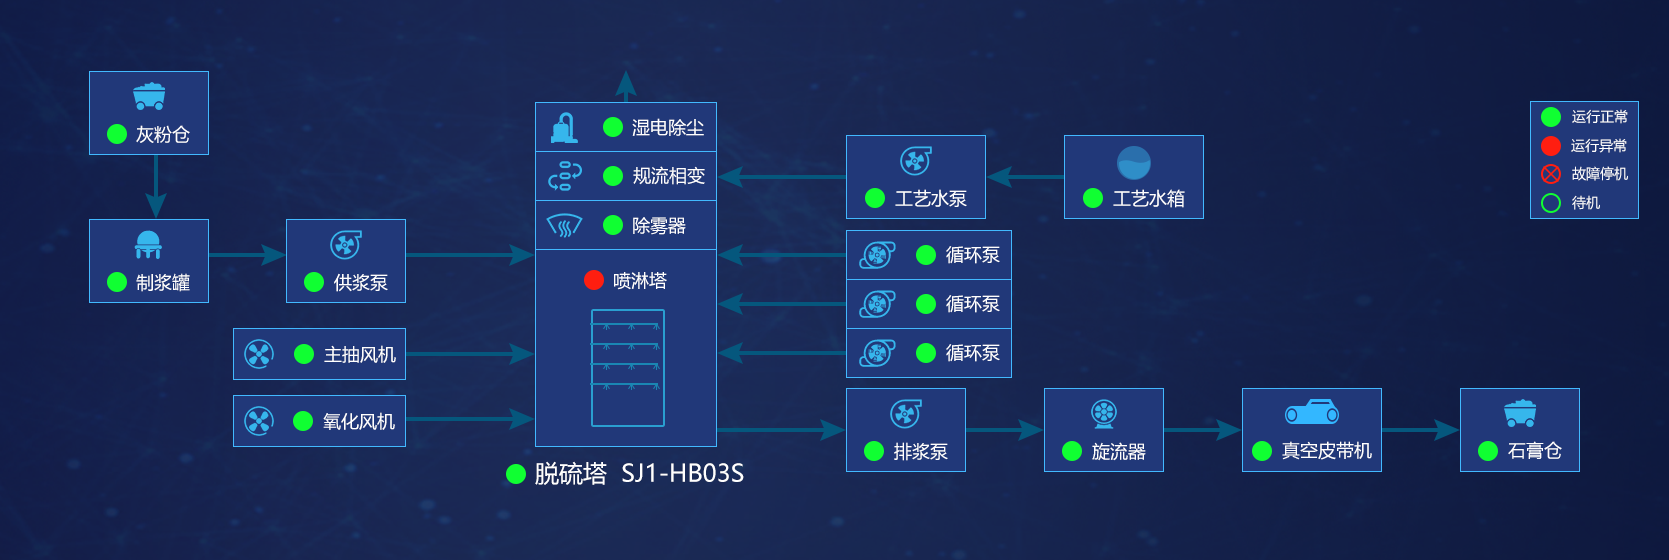 灰粉仓
制浆罐
供浆泵
主抽风机
氧化风机
湿电除尘
规流相变
除雾器
喷淋塔
脱硫塔 SJ1-HB03S
工艺水泵
工艺水箱
循环泵
循环泵
循环泵
排浆泵
旋流器
真空皮带机
石膏仓
运行正常
运行异常
故障停机
待机